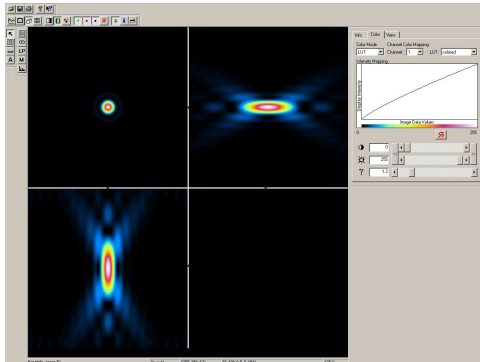 Info Color View
Color Mode Channel Color Mapping
LUT Channel: 1 LUT: colored
Intensity Mapping
Display Intensity
Image Data Values
0 255
0
255
γ 1.2
LP
A M